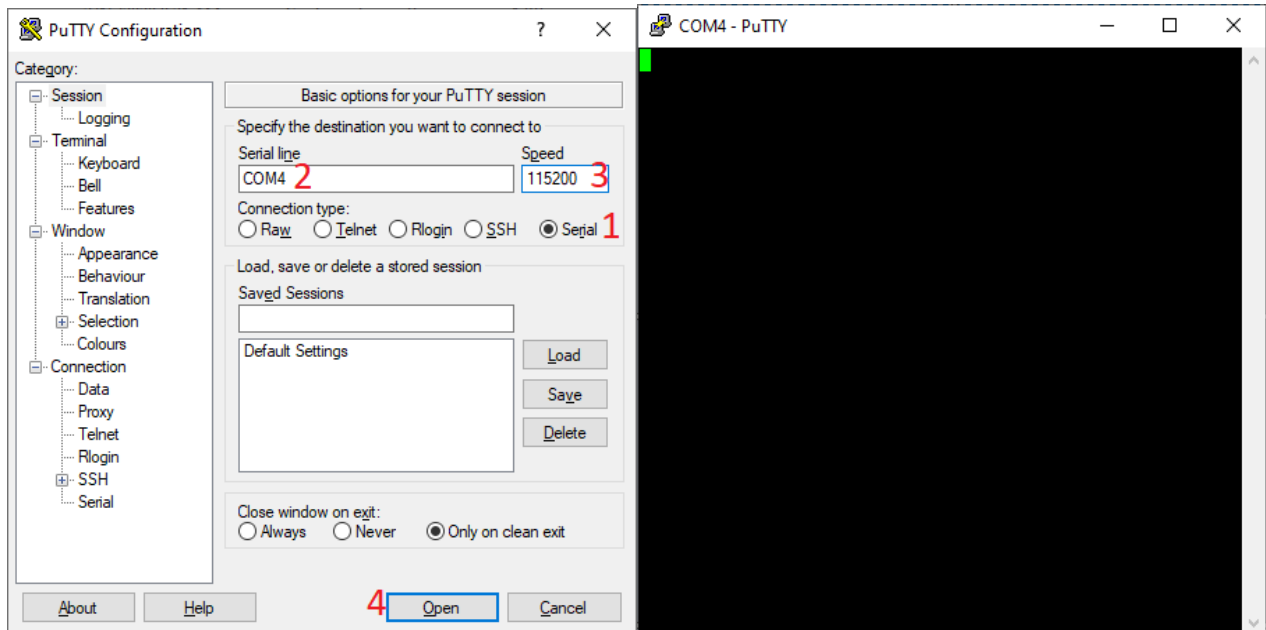 PuTTY Configuration ? ×
Category:
Session
Logging
Terminal
Keyboard
Bell
Features
Window
Appearance
Behaviour
Translation
Selection
Colours
Connection
Data
Proxy
Telnet
Rlogin
SSH
Serial
Basic options for your PuTTY session
Specify the destination you want to connect to
Serial line Speed
COM4 2 115200 3
Connection type:
Raw Telnet Rlogin SSH Serial 1
Load, save or delete a stored session
Saved Sessions
Default Settings
Load
Save
Delete
Close window on exit:
Always Never Only on clean exit
About Help 4 Open Cancel
COM4 - PuTTY